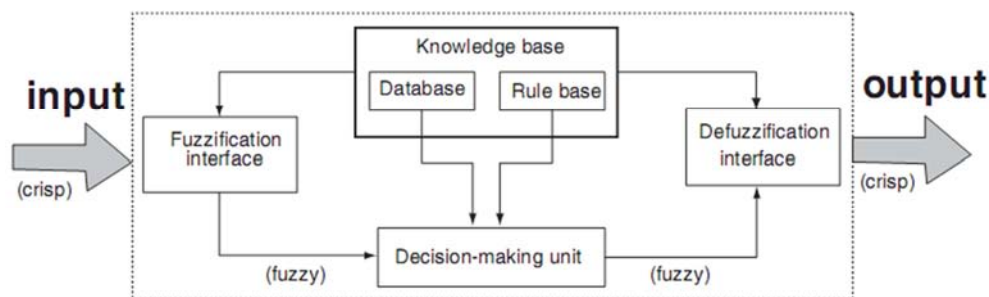 Knowledge base
Database
Rule base
input
output
Fuzzification
interface
Defuzzification
interface
(crisp)
(crisp)
Decision-making unit
(fuzzy)
(fuzzy)